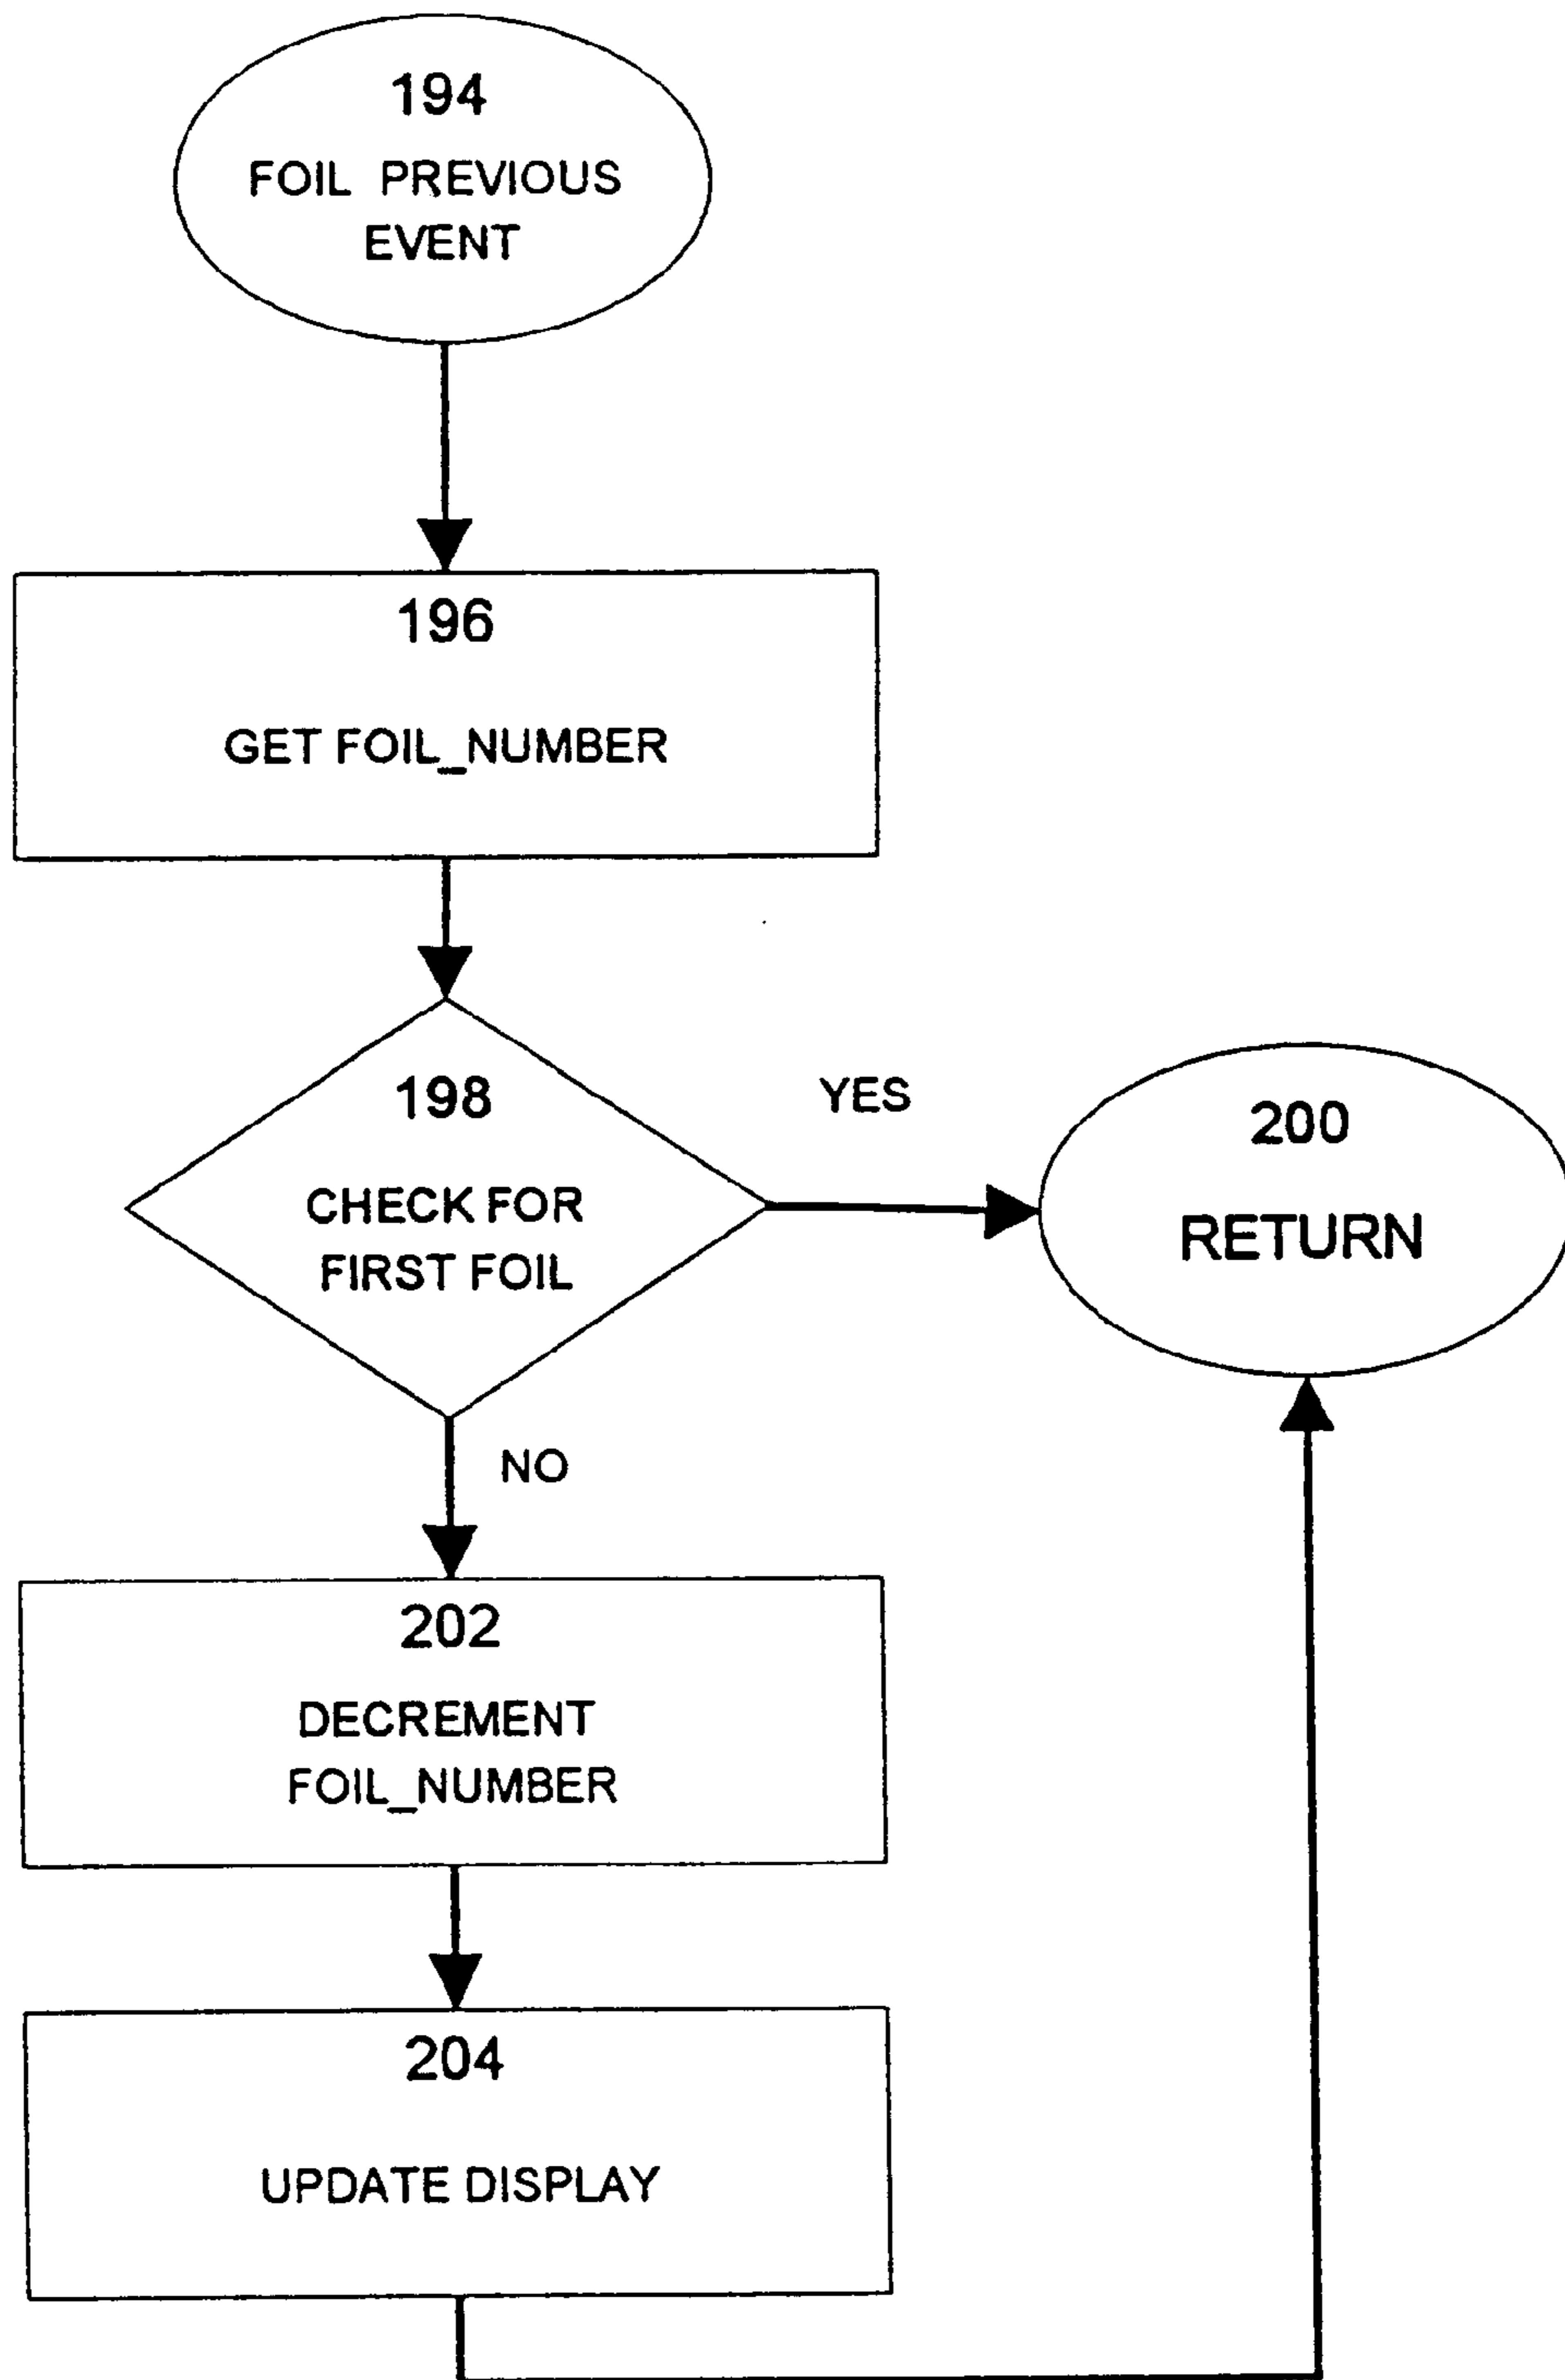 194
FOIL PREVIOUS
EVENT
196
GET FOIL_NUMBER
198
CHECK FOR
FIRST FOIL
YES
200
RETURN
NO
202
DECREMENT
FOIL_NUMBER
204
UPDATE DISPLAY